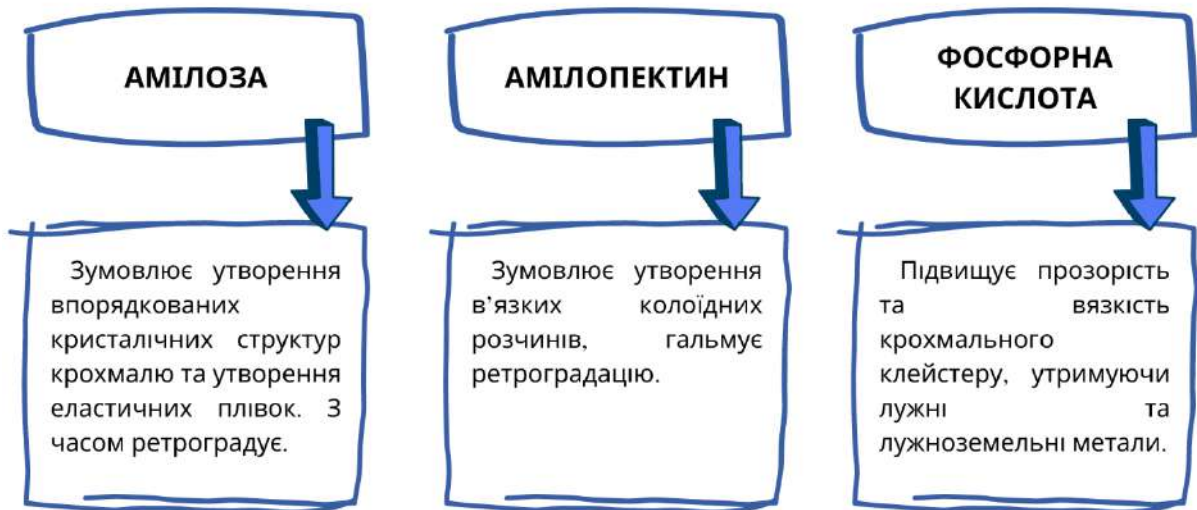 АМІЛОЗА
Зумовлює утворення
впорядкованих
кристалічних структур
крохмалю та утворення
еластичних плівок. З
часом ретроградує.
АМІЛОПЕКТИН
Зумовлює утворення
в’язких колоїдних
розчинів, гальмує
ретроградацію.
ФОСФОРНА
КИСЛОТА
Підвищує прозорість
та вязкість
крохмального
клейстеру, утримуючи
лужні та
лужноземельні метали.